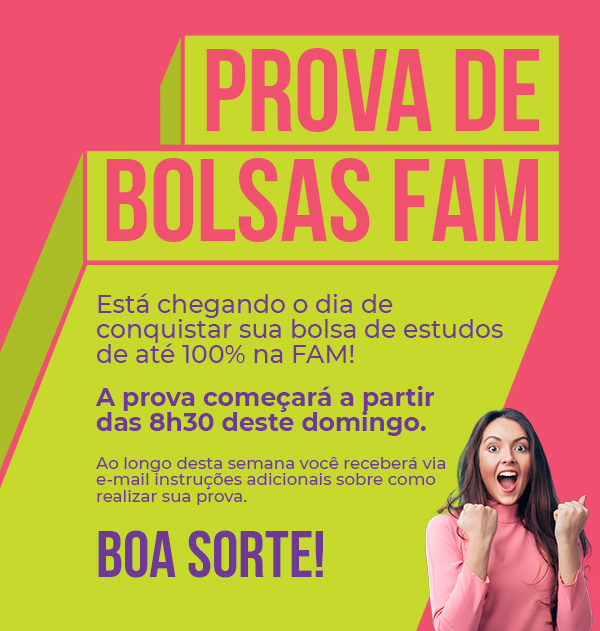 PROVA DE
BOLSAS FAM
Está chegando o dia de
conquistar sua bolsa de estudos
de até 100% na FAM!
A prova começará a partir
das 8h30 deste domingo.
Ao longo desta semana você receberá via
e-mail instruções adicionais sobre como
realizar sua prova.
BOA SORTE!